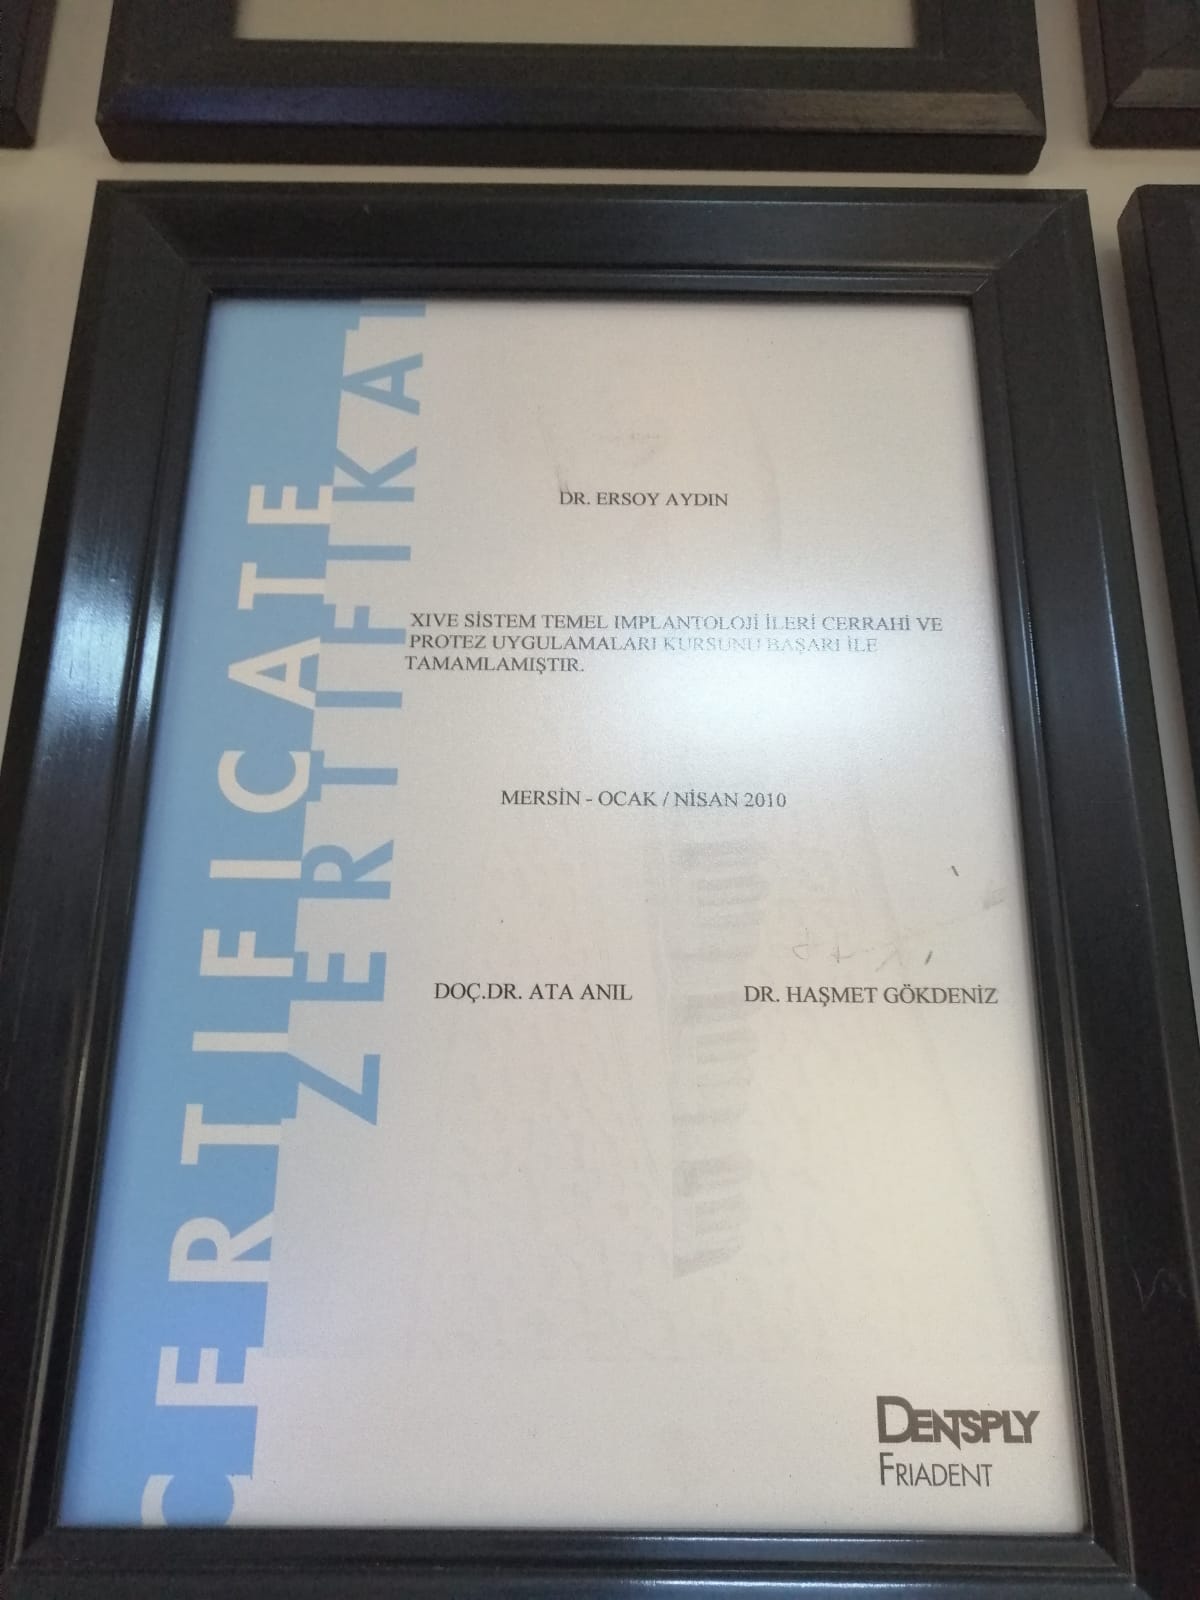 CERTIFICATE
ZERTIFIKAT
DR. ERSOY AYDIN
XIVE SİSTEM TEMEL IMPLANTOLOJİ İLERİ CERRAHİ VE
PROTEZ UYGULAMALARI KURSUNU BAŞARI İLE
TAMAMLAMIŞTIR.
MERSİN - OCAK / NİSAN 2010
DOÇ.DR. ATA ANIL
DR. HAŞMET GÖKDENİZ
DENTSPLY
FRIADENT